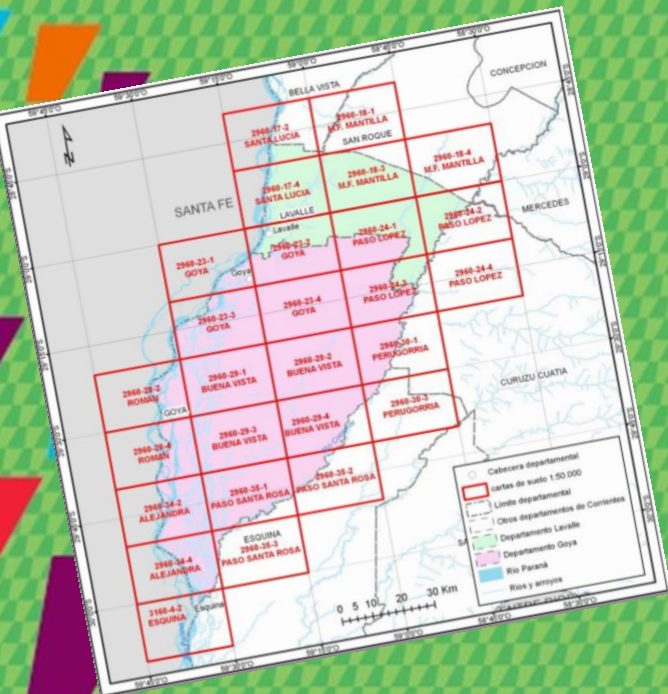 BELLA VISTA
CONCEPCION
2960-17-2
SANTA LUCIA
2960-18-1
M.F. MANTILLA
SAN ROQUE
2960-17-4
SANTA LUCIA
2960-18-3
M.F. MANTILLA
2960-18-4
M.F. MANTILLA
SANTA FE
LAVALLE
Lavalle
MERCEDES
2960-23-1
GOYA
2960-23-2
GOYA
2960-24-1
PASO LOPEZ
2960-24-2
PASO LOPEZ
Goya
2960-23-3
GOYA
2960-23-4
GOYA
2960-24-3
PASO LOPEZ
2960-24-4
PASO LOPEZ
2960-28-2
ROMAN
GOYA
2960-29-1
BUENA VISTA
2960-29-2
BUENA VISTA
2960-30-1
PERUGORRIA
CURUZU CUATIA
2960-28-4
ROMAN
2960-29-3
BUENA VISTA
2960-29-4
BUENA VISTA
2960-30-3
PERUGORRIA
2960-34-2
ALEJANDRA
2960-35-1
PASO SANTA ROSA
2960-35-2
PASO SANTA ROSA
2960-34-4
ALEJANDRA
ESQUINA
2960-35-3
PASO SANTA ROSA
3160-4-2
ESQUINA
Esquina
0 5 10 20 30 Km
Cabecera departamental
cartas de suelo 1:50.000
Limite departamental
Otros departamentos de Corrientes
Departamento Lavalle
Departamento Goya
Río Paraná
Ríos y arroyos